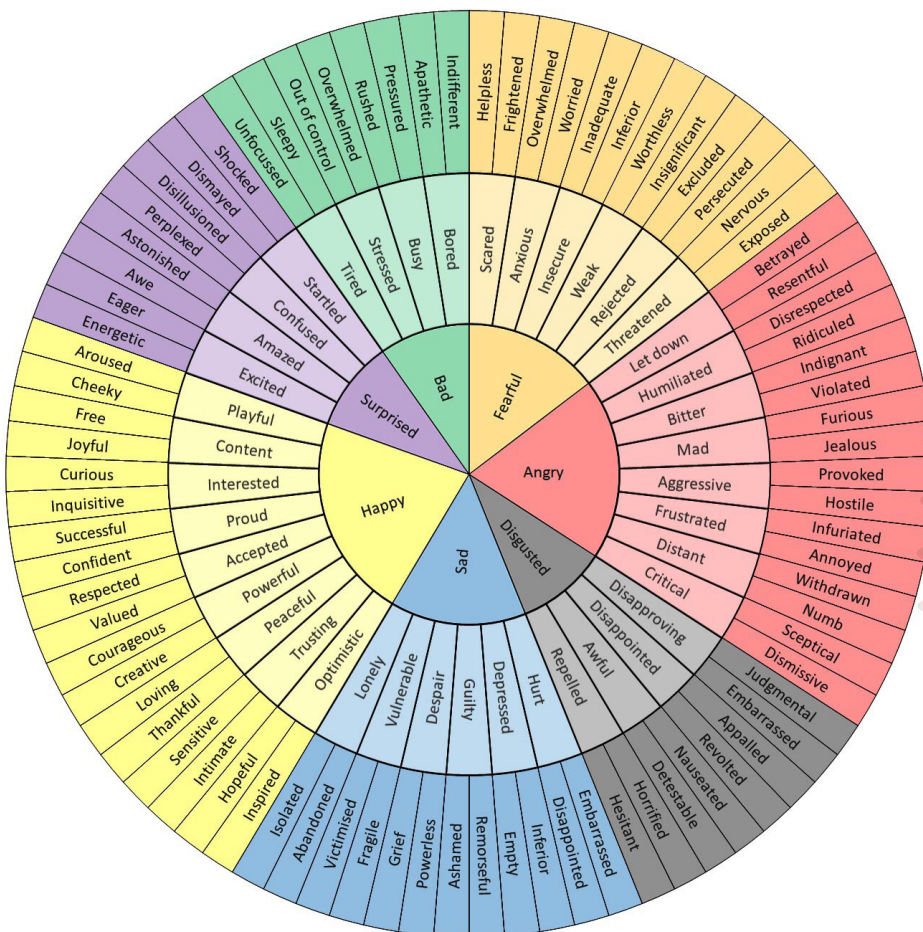 Bad
Fearful
Angry
Disgusted
Sad
Happy
Surprised
Bored
Scared
Anxious
Insecure
Weak
Rejected
Threatened
Let down
Humiliated
Bitter
Mad
Aggressive
Frustrated
Distant
Critical
Disapproving
Disappointed
Awful
Repelled
Hurt
Depressed
Guilty
Despair
Vulnerable
Lonely
Optimistic
Trusting
Peaceful
Powerful
Accepted
Proud
Interested
Content
Playful
Excited
Amazed
Confused
Startled
Tired
Stressed
Busy
Indifferent
Helpless
Frightened
Overwhelmed
Worried
Inadequate
Inferior
Worthless
Insignificant
Excluded
Persecuted
Nervous
Exposed
Betrayed
Resentful
Disrespected
Ridiculed
Indignant
Violated
Furious
Jealous
Provoked
Hostile
Infuriated
Annoyed
Withdrawn
Numb
Sceptical
Dismissive
Judgmental
Embarrassed
Appalled
Revolted
Nauseated
Detestable
Horrified
Hesitant
Embarrassed
Disappointed
Inferior
Empty
Remorseful
Ashamed
Powerless
Grief
Fragile
Victimised
Abandoned
Isolated
Inspired
Hopeful
Intimate
Sensitive
Thankful
Loving
Creative
Courageous
Valued
Respected
Confident
Successful
Inquisitive
Curious
Joyful
Free
Cheeky
Aroused
Energetic
Eager
Awe
Astonished
Perplexed
Disillusioned
Dismayed
Shocked
Unfocussed
Sleepy
Out of control
Overwhelmed
Rushed
Pressured
Apathetic